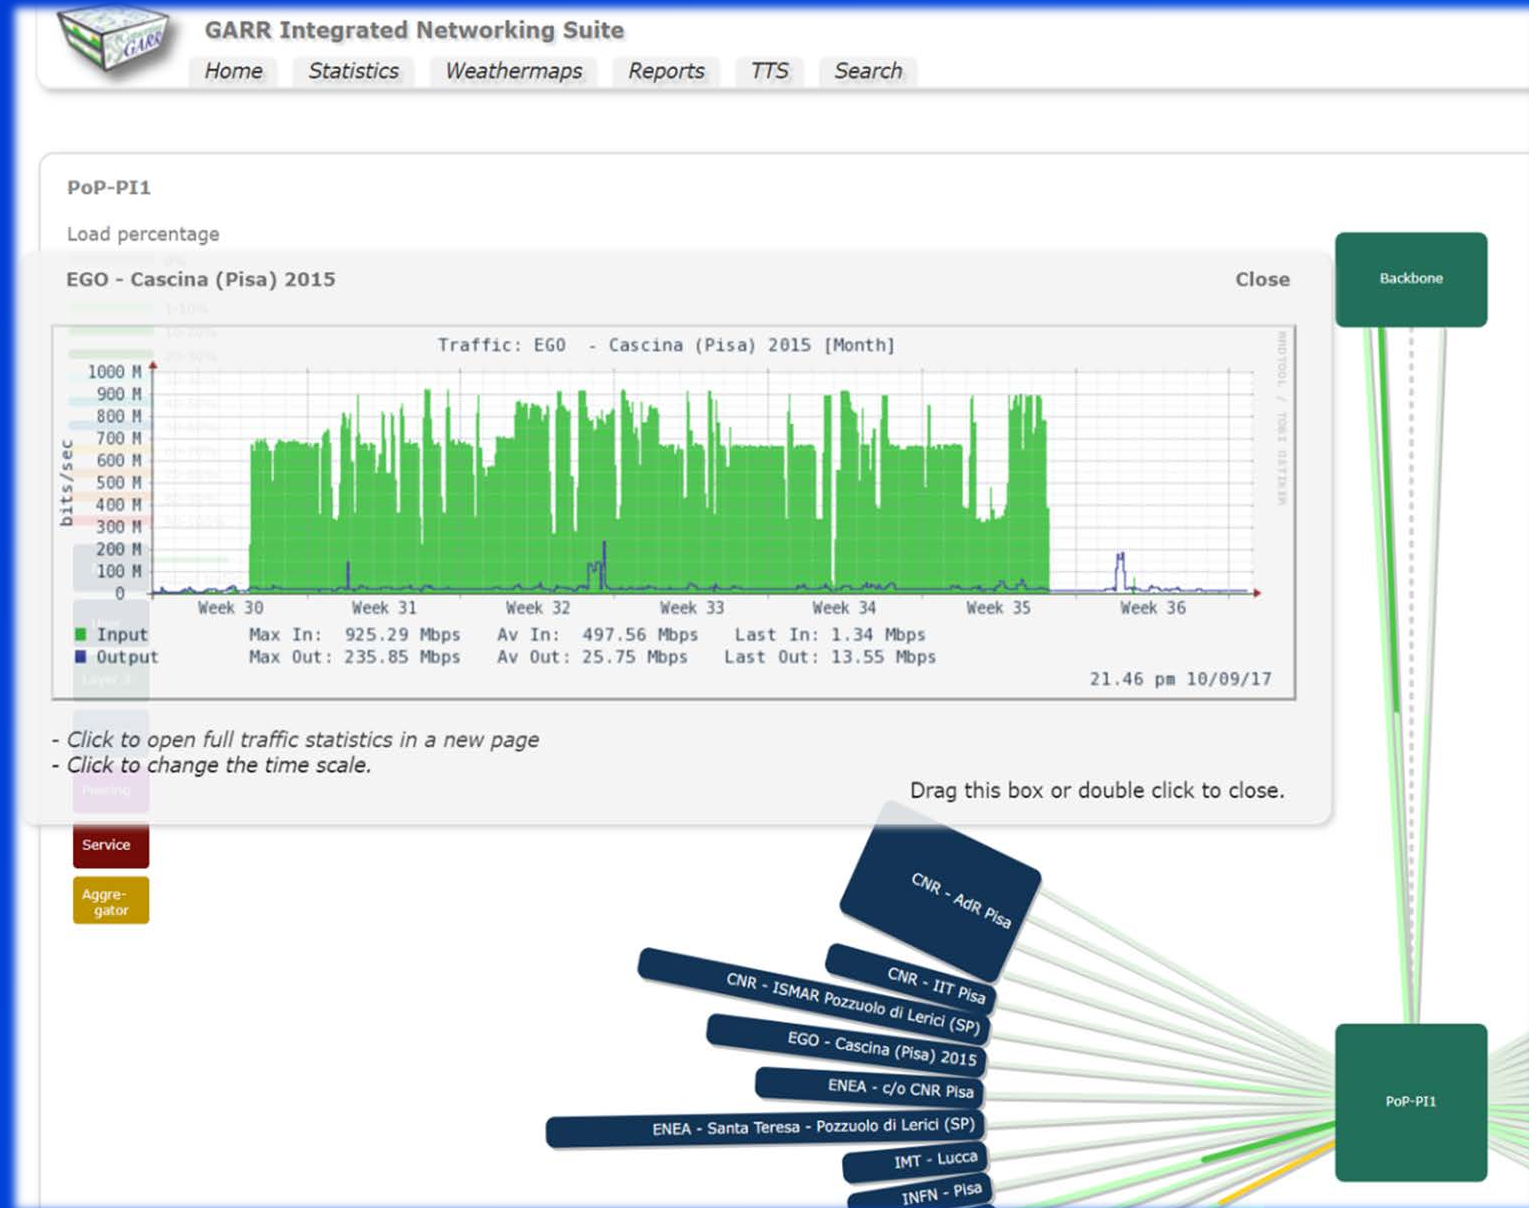 GARR
GARR Integrated Networking Suite
Home Statistics Weathermaps Reports TTS Search
PoP-PI1
Load percentage
EGO - Cascina (Pisa) 2015 Close
Traffic: EGO - Cascina (Pisa) 2015 [Month]
RRDTOOL / TOBI OETIKER
bits/sec
1000 M
900 M
800 M
700 M
600 M
500 M
400 M
300 M
200 M
100 M
0
Week 30 Week 31 Week 32 Week 33 Week 34 Week 35 Week 36
Input Max In: 925.29 Mbps Av In: 497.56 Mbps Last In: 1.34 Mbps
Output Max Out: 235.85 Mbps Av Out: 25.75 Mbps Last Out: 13.55 Mbps
21.46 pm 10/09/17
Layer 3
- Click to open full traffic statistics in a new page
- Click to change the time scale.
Peering
Drag this box or double click to close.
Service
Aggre-
gator
Backbone
CNR - AdR Pisa
CNR - IIT Pisa
CNR - ISMAR Pozzuolo di Lerici (SP)
EGO - Cascina (Pisa) 2015
ENEA - c/o CNR Pisa
ENEA - Santa Teresa - Pozzuolo di Lerici (SP)
IMT - Lucca
INFN - Pisa
PoP-PI1